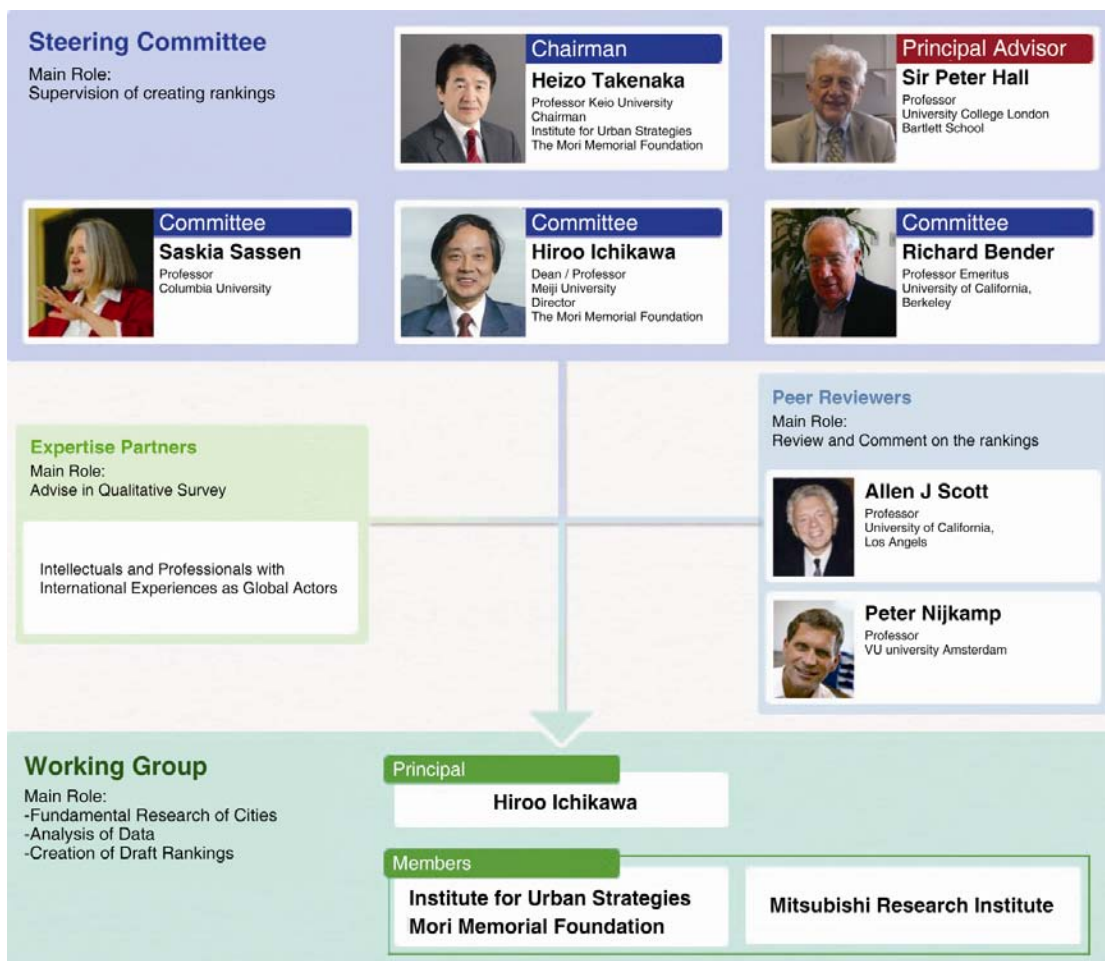 Steering Committee
Main Role:
Supervision of creating rankings
Chairman
Heizo Takenaka
Professor Keio University
Chairman
Institute for Urban Strategies
The Mori Memorial Foundation
Principal Advisor
Sir Peter Hall
Professor
University College London
Bartlett School
Committee
Saskia Sassen
Professor
Columbia University
Committee
Hiroo Ichikawa
Dean / Professor
Meiji University
Director
The Mori Memorial Foundation
Committee
Richard Bender
Professor Emeritus
University of California,
Berkeley
Expertise Partners
Main Role:
Advise in Qualitative Survey
Intellectuals and Professionals with
International Experiences as Global Actors
Peer Reviewers
Main Role:
Review and Comment on the rankings
Allen J Scott
Professor
University of California,
Los Angels
Peter Nijkamp
Professor
VU university Amsterdam
Working Group
Main Role:
-Fundamental Research of Cities
-Analysis of Data
-Creation of Draft Rankings
Principal
Hiroo Ichikawa
Members
Institute for Urban Strategies
Mori Memorial Foundation
Mitsubishi Research Institute